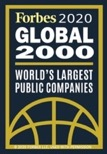 Forbes 2020
GLOBAL
2000
WORLD'S LARGEST
PUBLIC COMPANIES